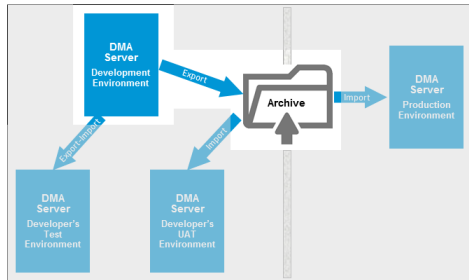 DMA
Server
Development
Environment
Export
Archive
Import
DMA
Server
Production
Environment
Export-Import
Import
DMA
Server
Developer's
Test
Environment
DMA
Server
Developer's
UAT
Environment